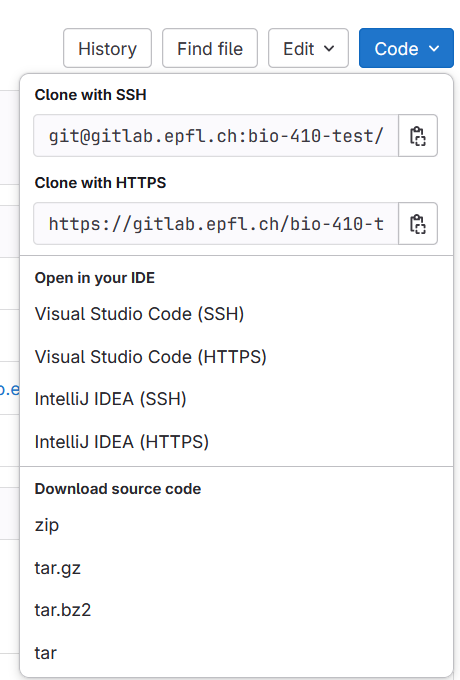 History Find file Edit Code
Clone with SSH
git@gitlab.epfl.ch:bio-410-test/
Clone with HTTPS
https://gitlab.epfl.ch/bio-410-t
Open in your IDE
Visual Studio Code (SSH)
Visual Studio Code (HTTPS)
o.e
IntelliJ IDEA (SSH)
IntelliJ IDEA (HTTPS)
Download source code
zip
tar.gz
tar.bz2
tar